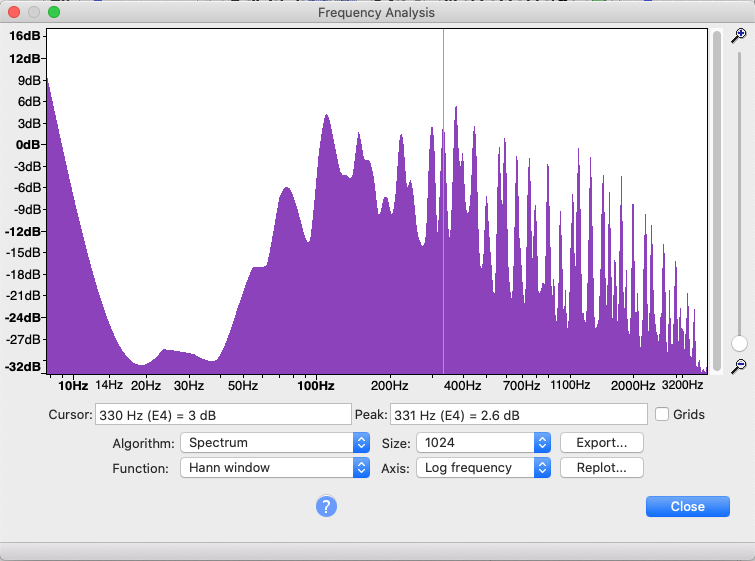 Frequency Analysis
16dB
12dB
9dB
6dB
3dB
0dB
-3dB
-6dB
-9dB
-12dB
-15dB
-18dB
-21dB
-24dB
-27dB
-32dB
10Hz 14Hz 20Hz 30Hz 50Hz 100Hz 200Hz 400Hz 700Hz 1100Hz 2000Hz 3200Hz
Cursor: 330 Hz (E4) = 3 dB Peak: 331 Hz (E4) = 2.6 dB Grids
Algorithm: Spectrum Size: 1024 Export...
Function: Hann window Axis: Log frequency Replot...
? Close